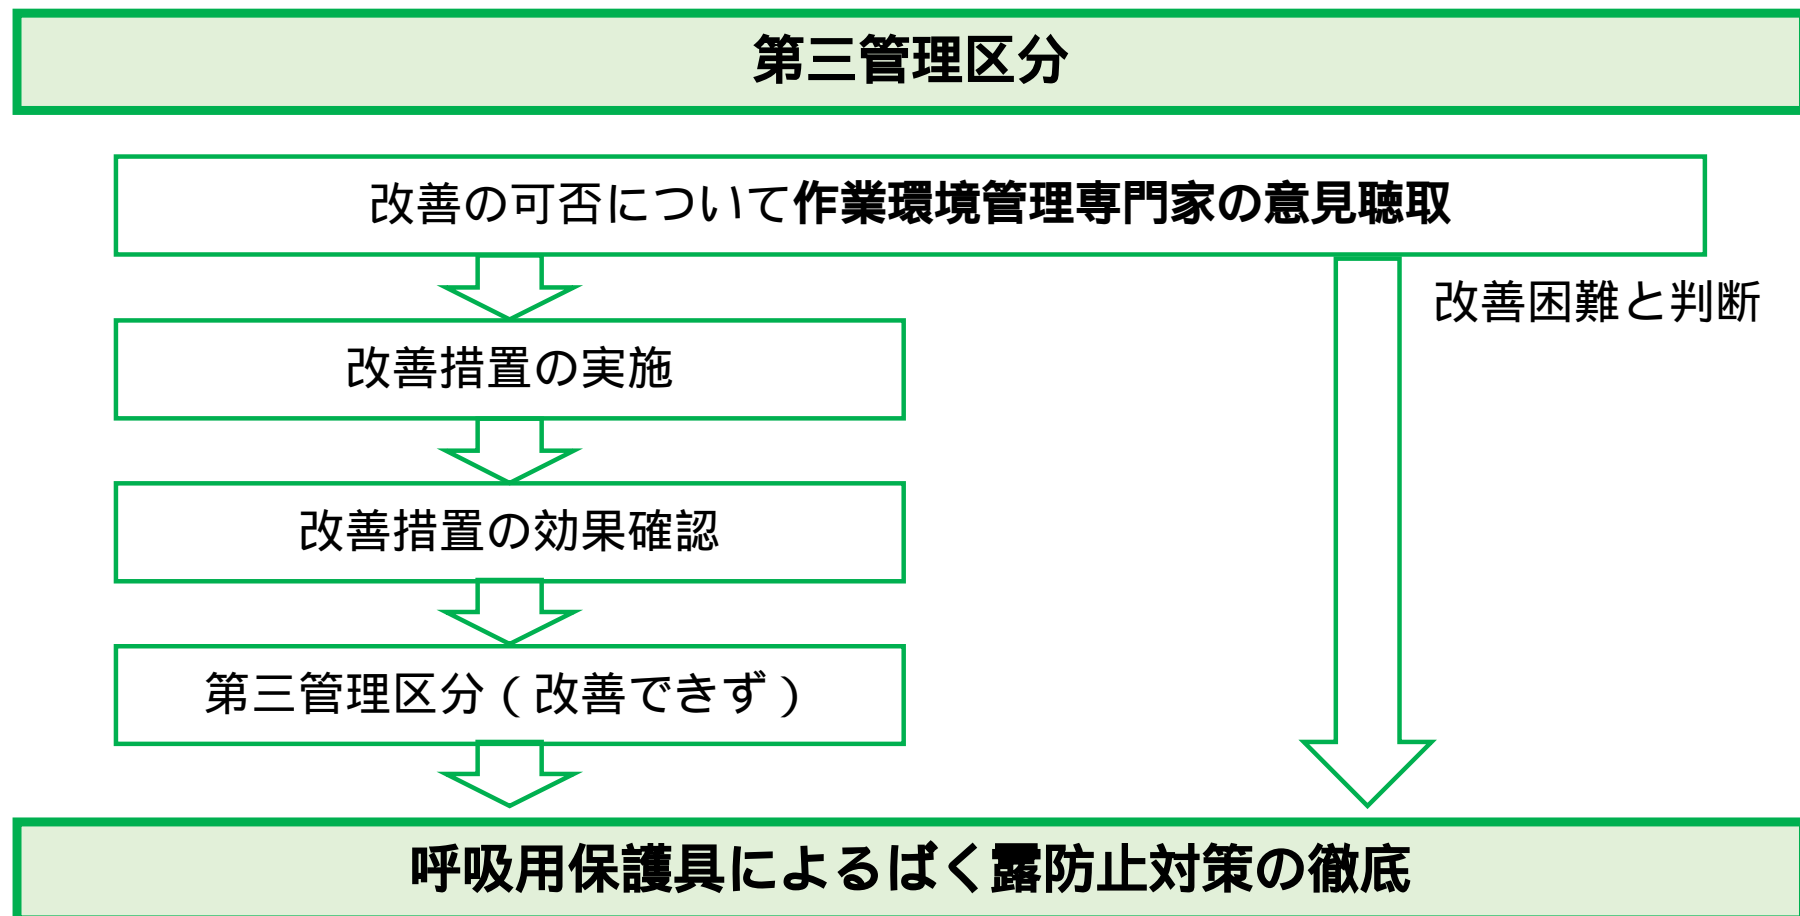 第三管理区分
改善の可否について作業環境管理専門家の意見聴取
改善困難と判断
改善措置の実施
改善措置の効果確認
第三管理区分（改善できず）
呼吸用保護具によるばく露防止対策の徹底